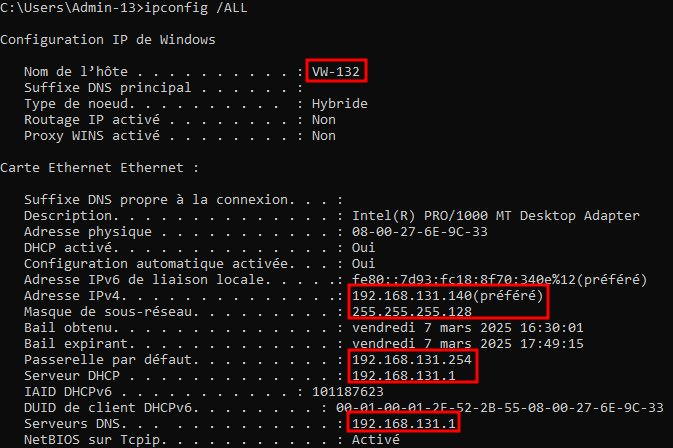 C:\Users\Admin-13>ipconfig /ALL
Configuration IP de Windows
Nom de l’hôte . . . . . . . . . . : VW-132
Suffixe DNS principal . . . . . . :
Type de noeud. . . . . . . . . . : Hybride
Routage IP activé . . . . . . . . : Non
Proxy WINS activé . . . . . . . . : Non
Carte Ethernet Ethernet :
Suffixe DNS propre à la connexion. . . :
Description. . . . . . . . . . . . . . : Intel(R) PRO/1000 MT Desktop Adapter
Adresse physique . . . . . . . . . . . : 08-00-27-6E-9C-33
DHCP activé. . . . . . . . . . . . . . : Oui
Configuration automatique activée. . . : Oui
Adresse IPv6 de liaison locale. . . . .: fe80::7d93:fc18:8f70:340e%12(préféré)
Adresse IPv4. . . . . . . . . . . . . .: 192.168.131.140(préféré)
Masque de sous-réseau. . . . . . . . . : 255.255.255.128
Bail obtenu. . . . . . . . . . . . . . : vendredi 7 mars 2025 16:30:01
Bail expirant. . . . . . . . . . . . . : vendredi 7 mars 2025 17:49:15
Passerelle par défaut. . . . . . . . . : 192.168.131.254
Serveur DHCP . . . . . . . . . . . . . : 192.168.131.1
IAID DHCPv6 . . . . . . . . . . . : 101187623
DUID de client DHCPv6. . . . . . . . : 00-01-00-01-2F-52-2B-55-08-00-27-6E-9C-33
Serveurs DNS. . . . . . . . . . . . . : 192.168.131.1
NetBIOS sur Tcpip. . . . . . . . . . . : Activé